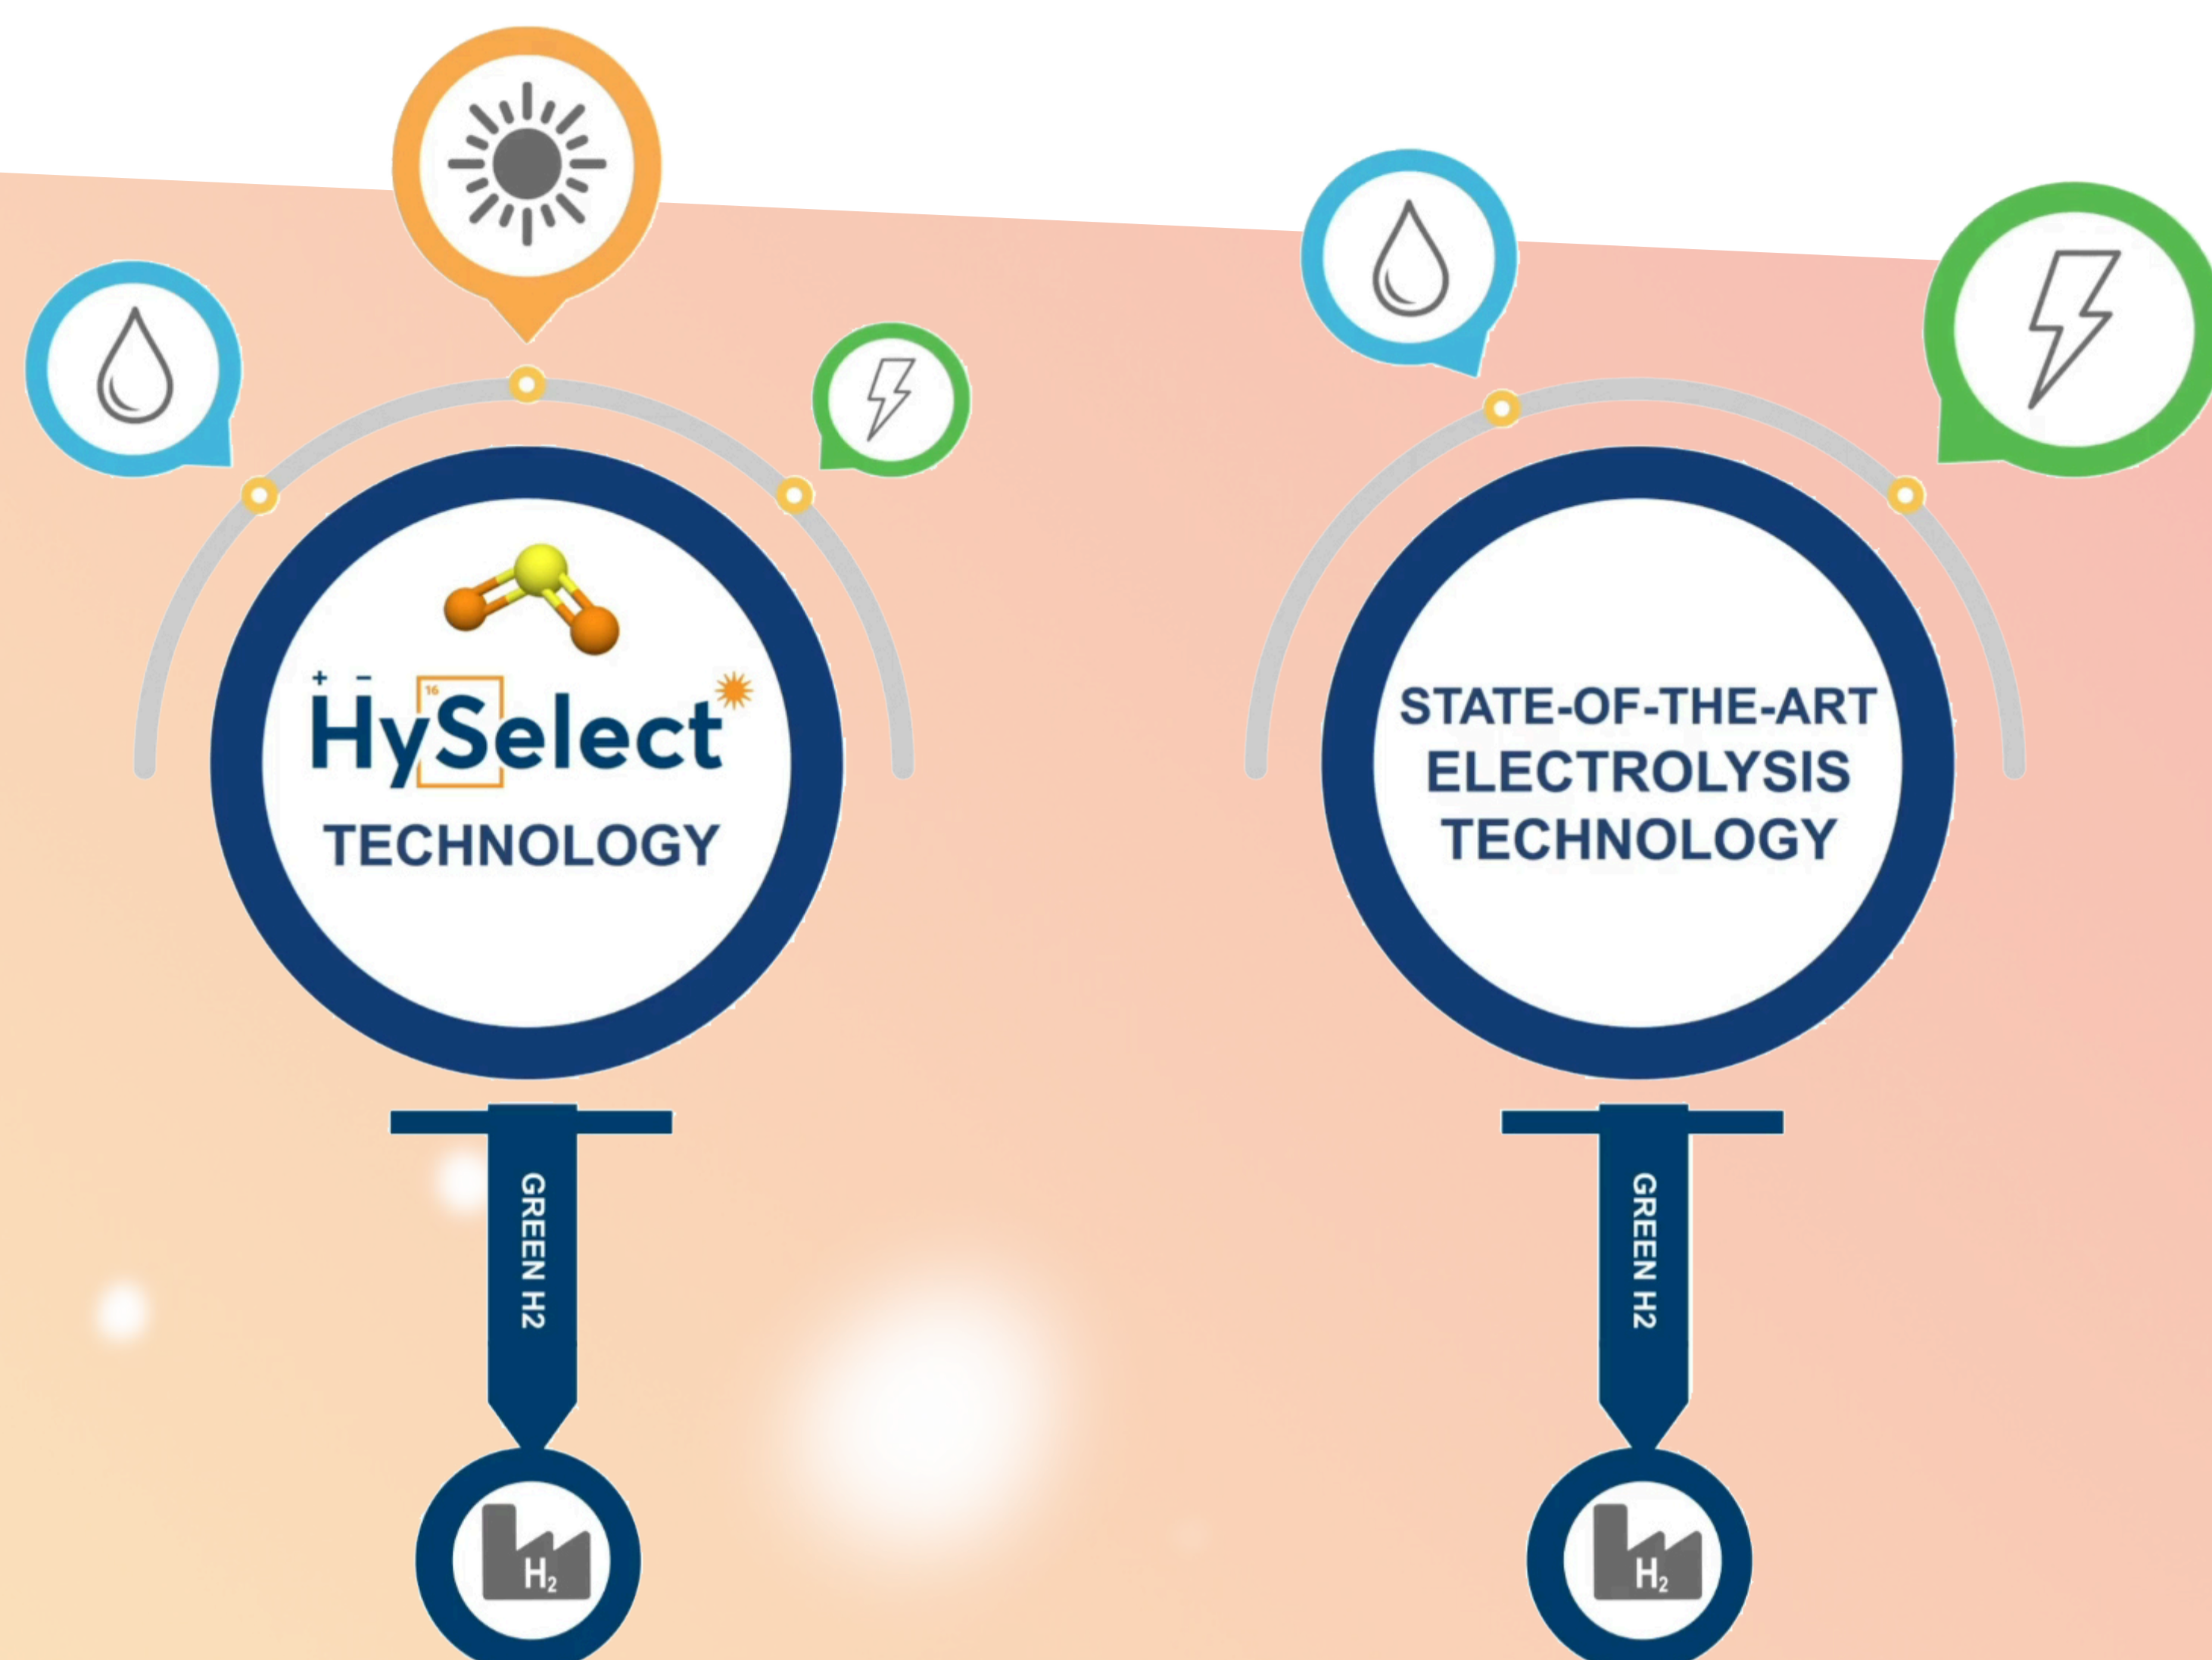 + −
16
HySelect
TECHNOLOGY
GREEN H2
H₂
STATE-OF-THE-ART
ELECTROLYSIS
TECHNOLOGY
GREEN H2
H₂